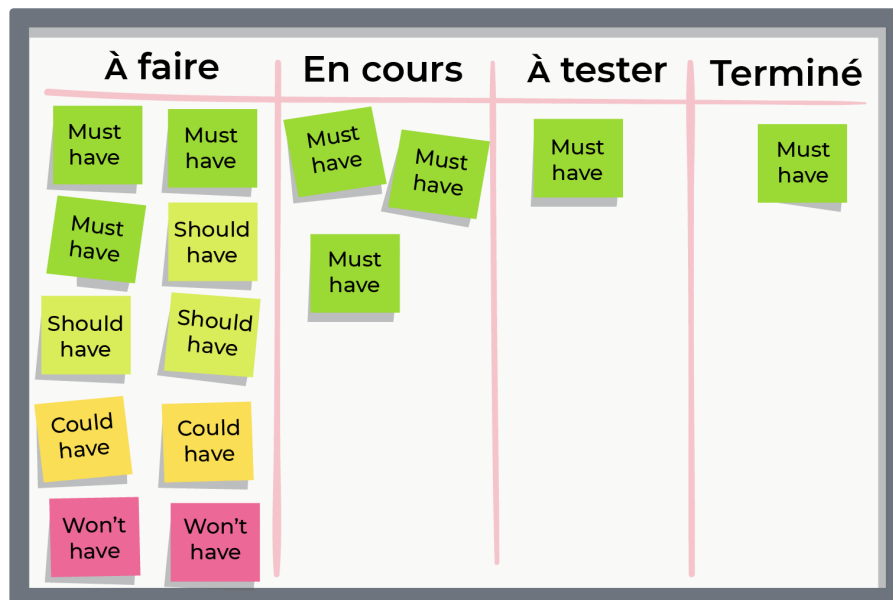 À faire
En cours
À tester
Terminé
Must
have
Must
have
Must
have
Should
have
Should
have
Should
have
Could
have
Could
have
Won't
have
Won't
have
Must
have
Must
have
Must
have
Must
have
Must
have